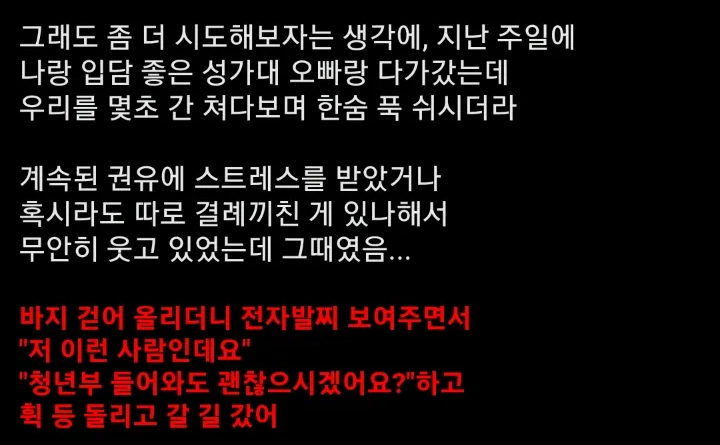 그래도 좀 더 시도해보자는 생각에, 지난 주일에
나랑 입담 좋은 성가대 오빠랑 다가갔는데
우리를 몇초 간 쳐다보며 한숨 푹 쉬시더라
계속된 권유에 스트레스를 받았거나
혹시라도 따로 결례끼친 게 있나해서
무안히 웃고 있었는데 그때였음...
바지 걷어 올리더니 전자발찌 보여주면서
"저 이런 사람인데요"
"청년부 들어와도 괜찮으시겠어요?"하고
획 등 돌리고 갈 길 갔어